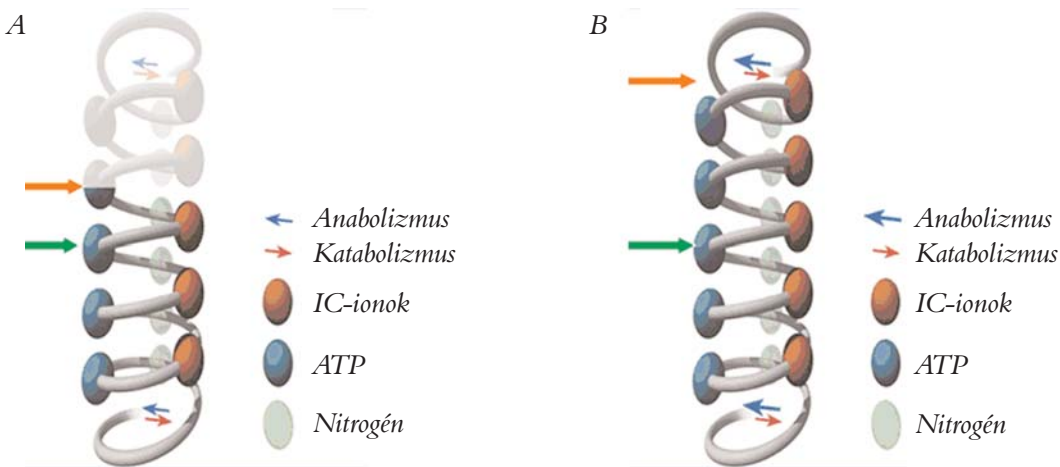 A
Anabolizmus
Katabolizmus
IC-ionok
ATP
Nitrogén
B
Anabolizmus
Katabolizmus
IC-ionok
ATP
Nitrogén